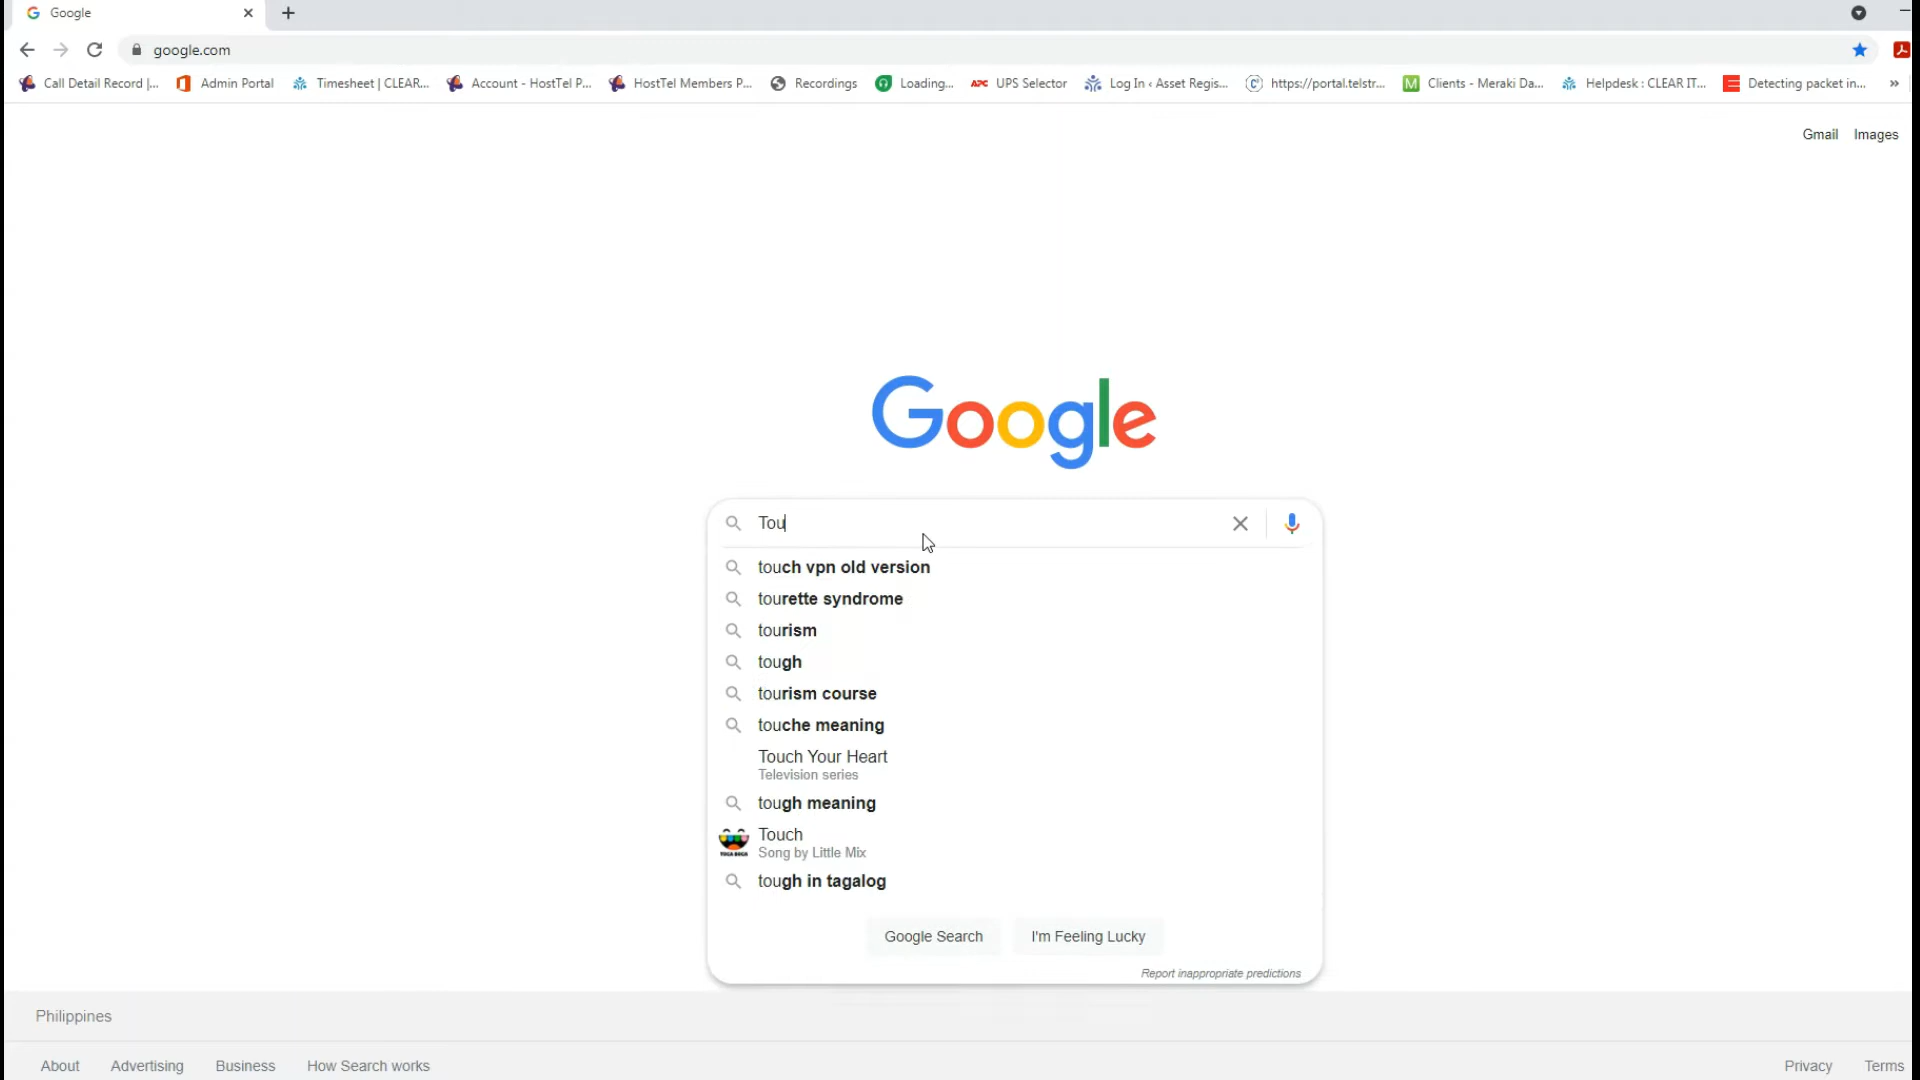 Google
google.com
Call Detail Record |...
Admin Portal
Timesheet | CLEAR...
Account - HostTel P...
HostTel Members P...
Recordings
Loading...
APC UPS Selector
Log In ‹ Asset Regis...
https://portal.telstr...
M Clients - Meraki Da...
Helpdesk : CLEAR IT...
Detecting packet in...
»
Gmail Images
Google
Tou
touch vpn old version
tourette syndrome
tourism
tough
tourism course
touche meaning
Touch Your Heart
Television series
tough meaning
Touch
Song by Little Mix
tough in tagalog
Google Search I'm Feeling Lucky
Report inappropriate predictions
Philippines
About Advertising Business How Search works Privacy Terms